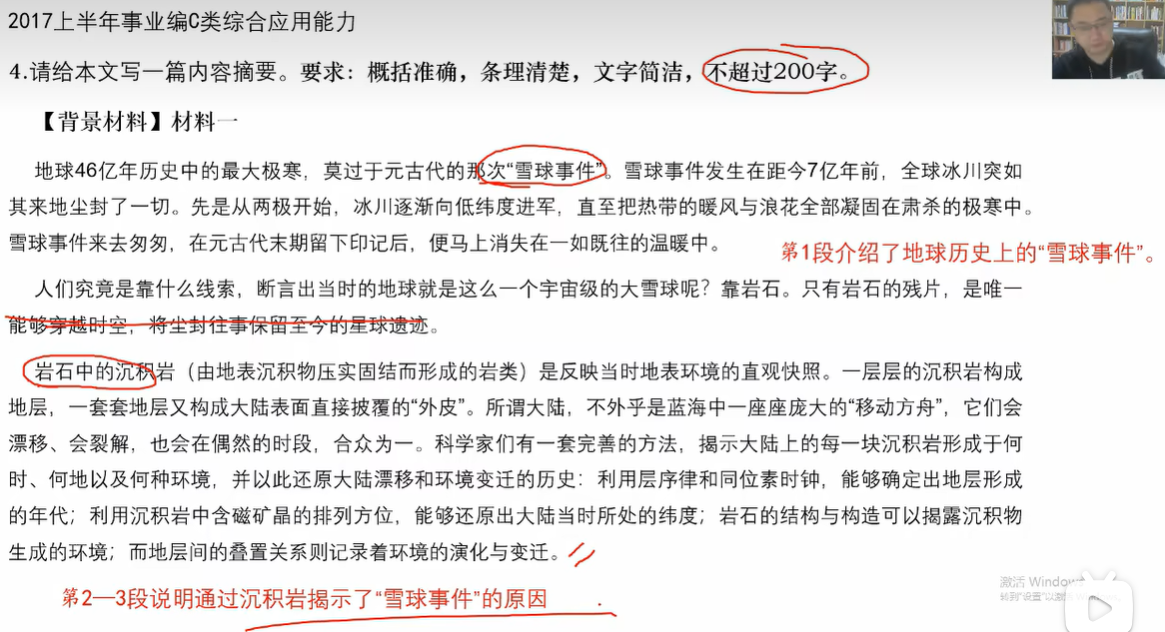 2017上半年事业编C类综合应用能力
4.请给本文写一篇内容摘要。要求：概括准确，条理清楚，文字简洁，不超过200字。
【背景材料】材料一
地球46亿年历史中的最大极寒，莫过于元古代的那次“雪球事件”。雪球事件发生在距今7亿年前，全球冰川突如
其来地尘封了一切。先是从两极开始，冰川逐渐向低纬度进军，直至把热带的暖风与浪花全部凝固在肃杀的极寒中。
雪球事件来去匆匆，在元古代末期留下印记后，便马上消失在一如既往的温暖中。
第1段介绍了地球历史上的“雪球事件”。
人们究竟是靠什么线索，断言出当时的地球就是这么一个宇宙级的大雪球呢？靠岩石。只有岩石的残片，是唯一
能够穿越时空，将尘封往事保留至今的星球遗迹。
岩石中的沉积岩（由地表沉积物压实固结而形成的岩类）是反映当时地表环境的直观快照。一层层的沉积岩构成
地层，一套套地层又构成大陆表面直接披覆的“外皮”。所谓大陆，不外乎是蓝海中一座座庞大的“移动方舟”，它们会
漂移、会裂解，也会在偶然的时段，合众为一。科学家们有一套完善的方法，揭示大陆上的每一块沉积岩形成于何
时、何地以及何种环境，并以此还原大陆漂移和环境变迁的历史：利用层序律和同位素时钟，能够确定出地层形成
的年代；利用沉积岩中含磁矿晶的排列方位，能够还原出大陆当时所处的纬度；岩石的结构与构造可以揭露沉积物
生成的环境；而地层间的叠置关系则记录着环境的演化与变迁。
第2—3段说明通过沉积岩揭示了“雪球事件”的原因
激活 Window